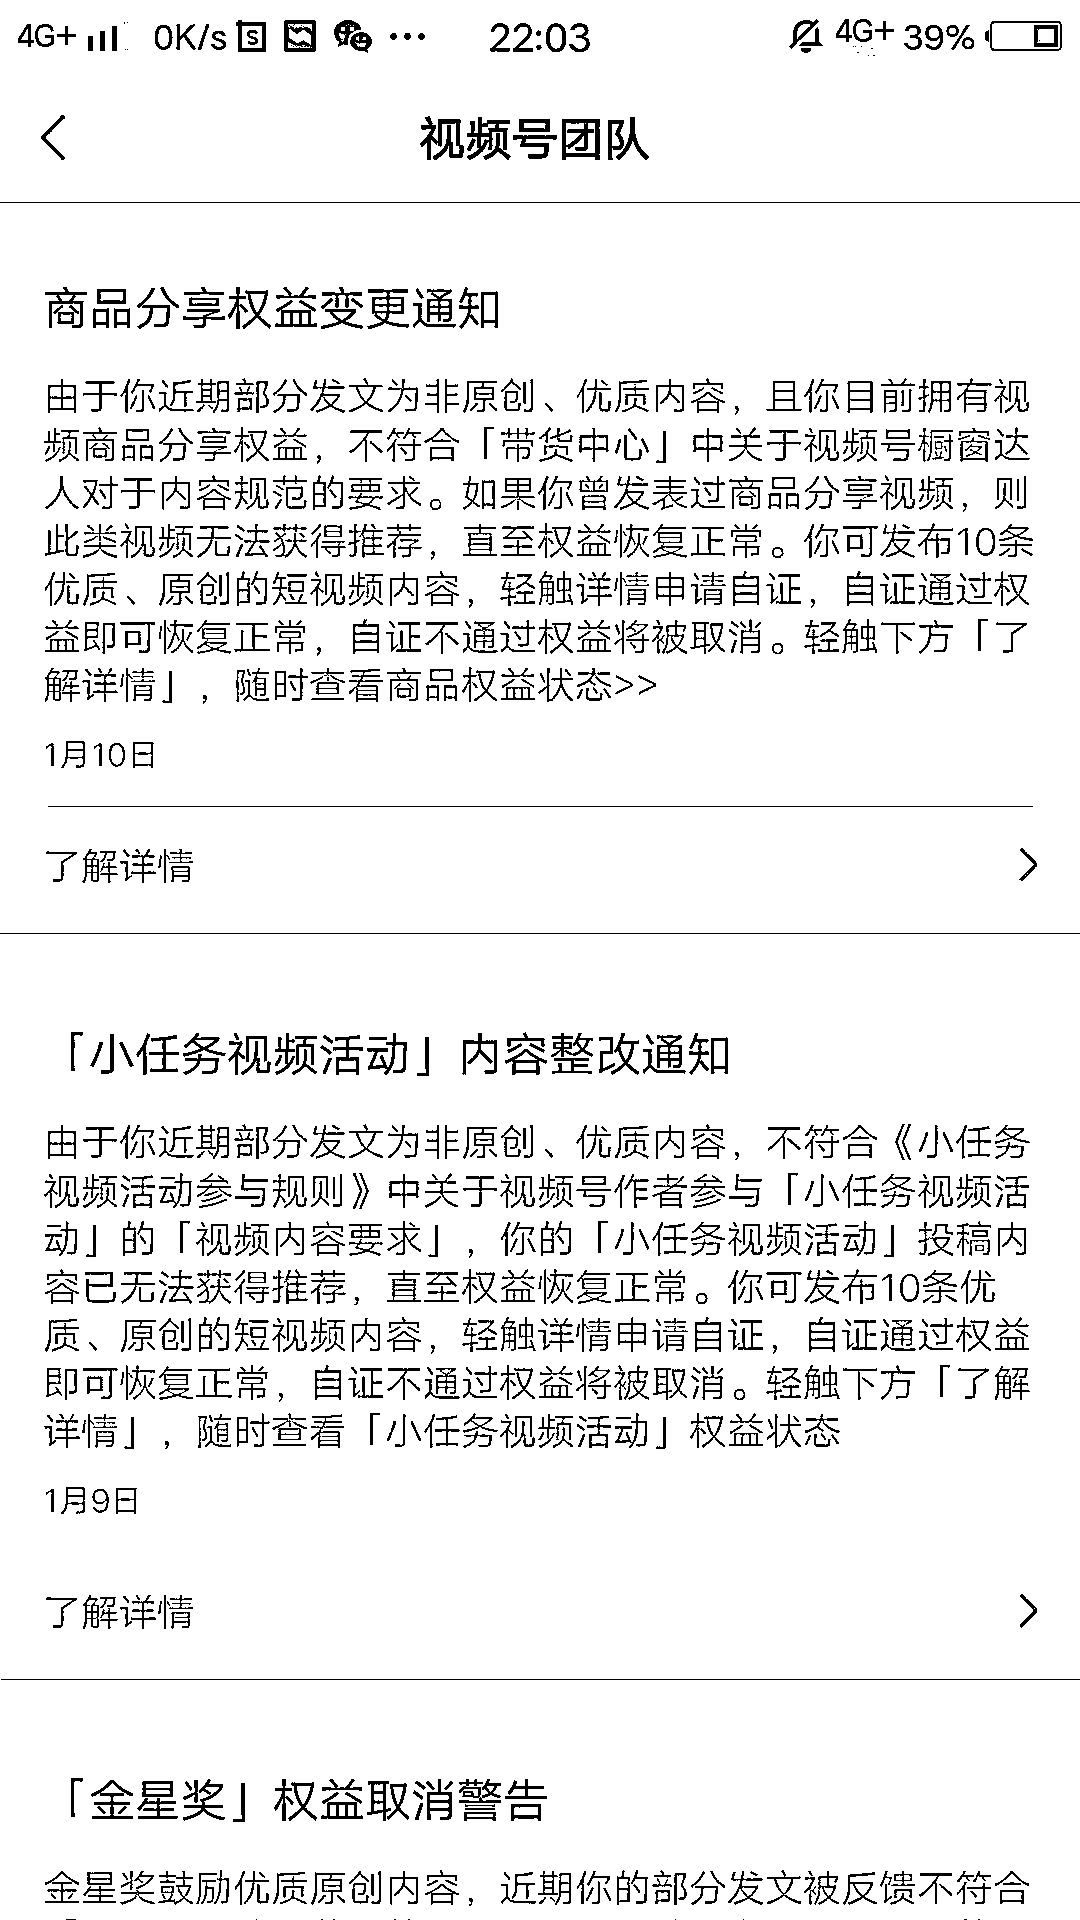 4G+ 0K/s 22:03 4G+ 39%
视频号团队
商品分享权益变更通知
由于你近期部分发文为非原创、优质内容，且你目前拥有视
频商品分享权益，不符合「带货中心」中关于视频号橱窗达
人对于内容规范的要求。如果你曾发表过商品分享视频，则
此类视频无法获得推荐，直至权益恢复正常。你可发布10条
优质、原创的短视频内容，轻触详情申请自证，自证通过权
益即可恢复正常，自证不通过权益将被取消。轻触下方「了
解详情」，随时查看商品权益状态>>
1月10日
了解详情
「小任务视频活动」内容整改通知
由于你近期部分发文为非原创、优质内容，不符合《小任务
视频活动参与规则》中关于视频号作者参与「小任务视频活
动」的「视频内容要求」，你的「小任务视频活动」投稿内
容已无法获得推荐，直至权益恢复正常。你可发布10条优
质、原创的短视频内容，轻触详情申请自证，自证通过权益
即可恢复正常，自证不通过权益将被取消。轻触下方「了解
详情」，随时查看「小任务视频活动」权益状态
1月9日
了解详情
「金星奖」权益取消警告
金星奖鼓励优质原创内容，近期你的部分发文被反馈不符合